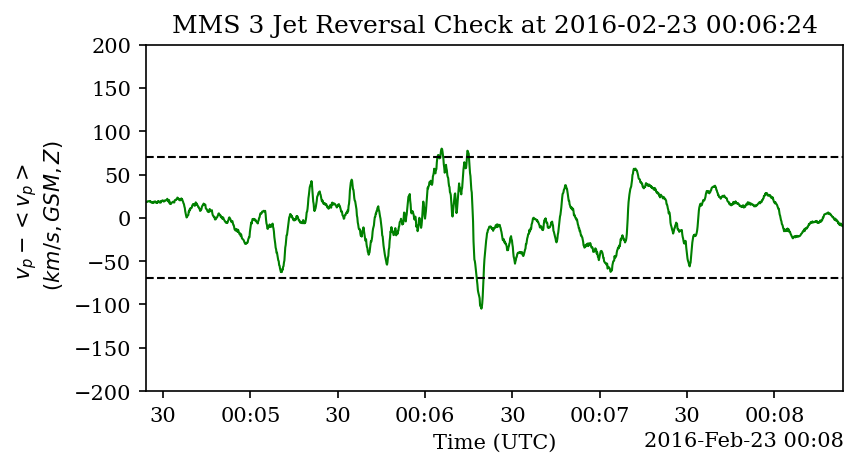 MMS 3 Jet Reversal Check at 2016-02-23 00:06:24
v_p − < v_p >
(km/s, GSM, Z)
200
150
100
50
0
−50
−100
−150
−200
30 00:05 30 00:06 30 00:07 30 00:08
Time (UTC)
2016-Feb-23 00:08